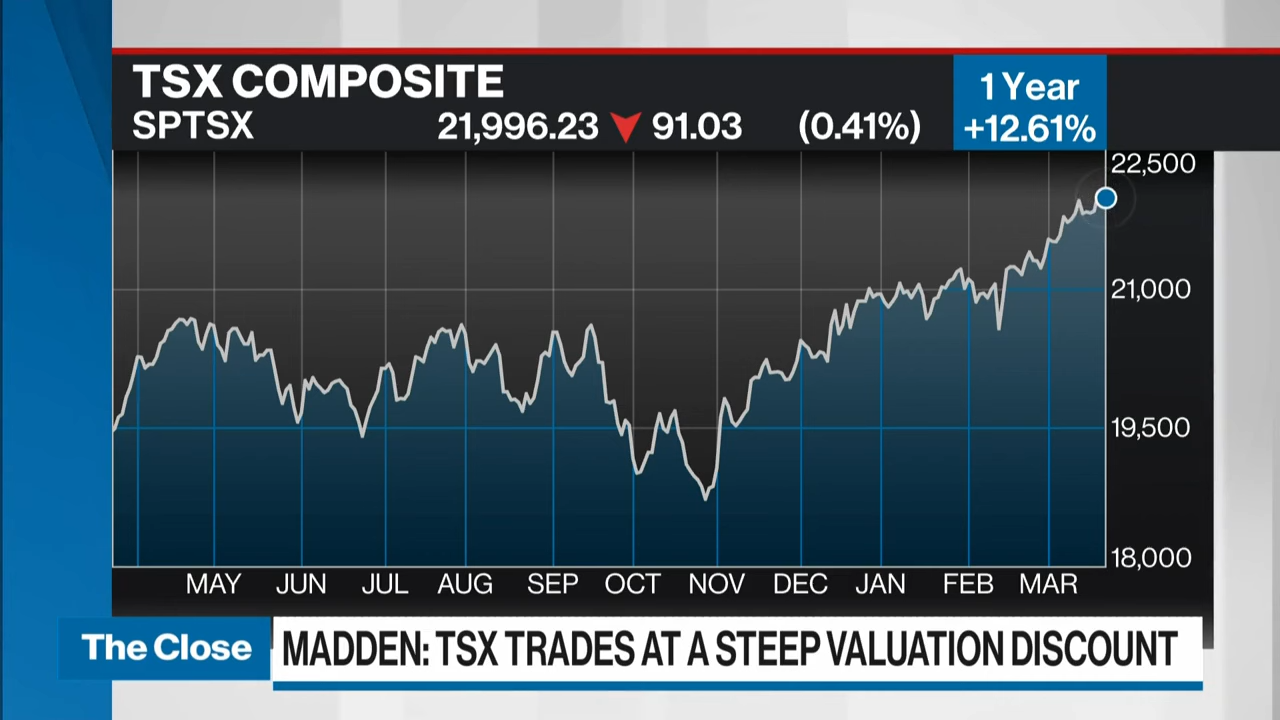 TSX COMPOSITE
SPTSX 21,996.23 ▼ 91.03 (0.41%)
1 Year
+12.61%
22,500
21,000
19,500
18,000
MAY JUN JUL AUG SEP OCT NOV DEC JAN FEB MAR
The Close
MADDEN: TSX TRADES AT A STEEP VALUATION DISCOUNT